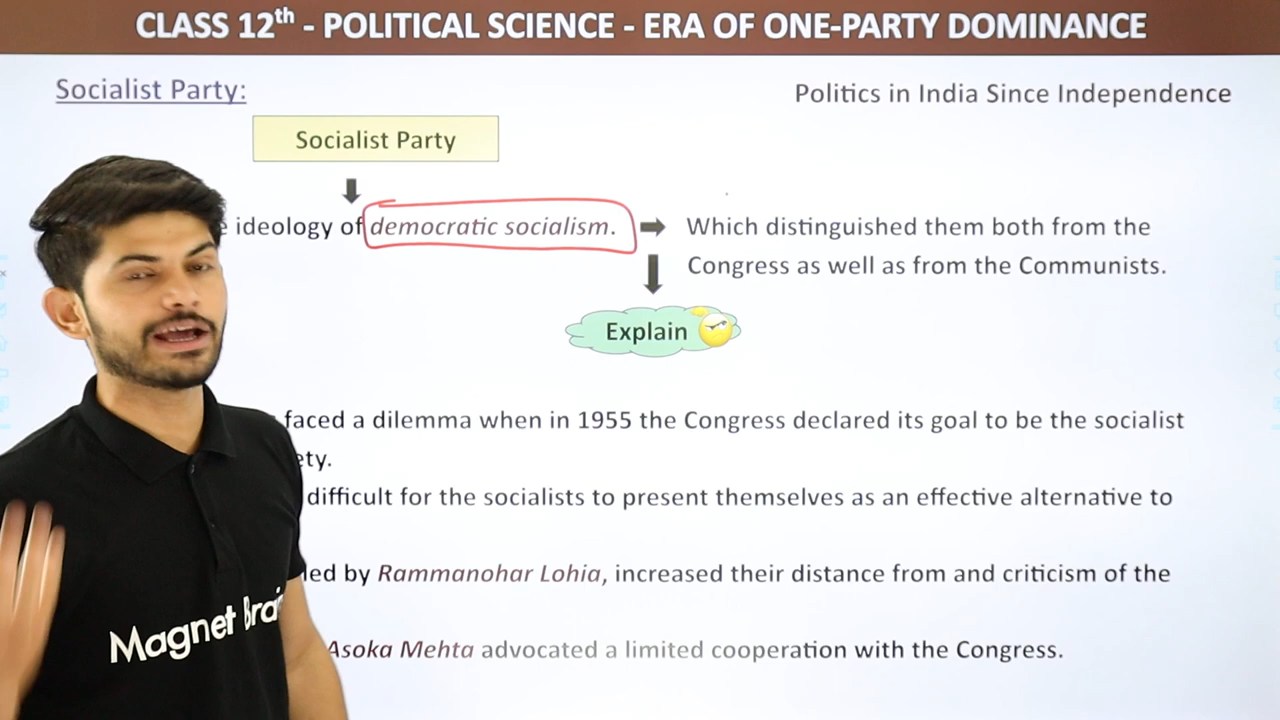 CLASS 12th - POLITICAL SCIENCE - ERA OF ONE-PARTY DOMINANCE
Socialist Party:
Politics in India Since Independence
Socialist Party
ideology of democratic socialism.
Which distinguished them both from the
Congress as well as from the Communists.
Explain
faced a dilemma when in 1955 the Congress declared its goal to be the socialist
difficult for the socialists to present themselves as an effective alternative to
led by Rammanohar Lohia, increased their distance from and criticism of the
Asoka Mehta advocated a limited cooperation with the Congress.
Magnet